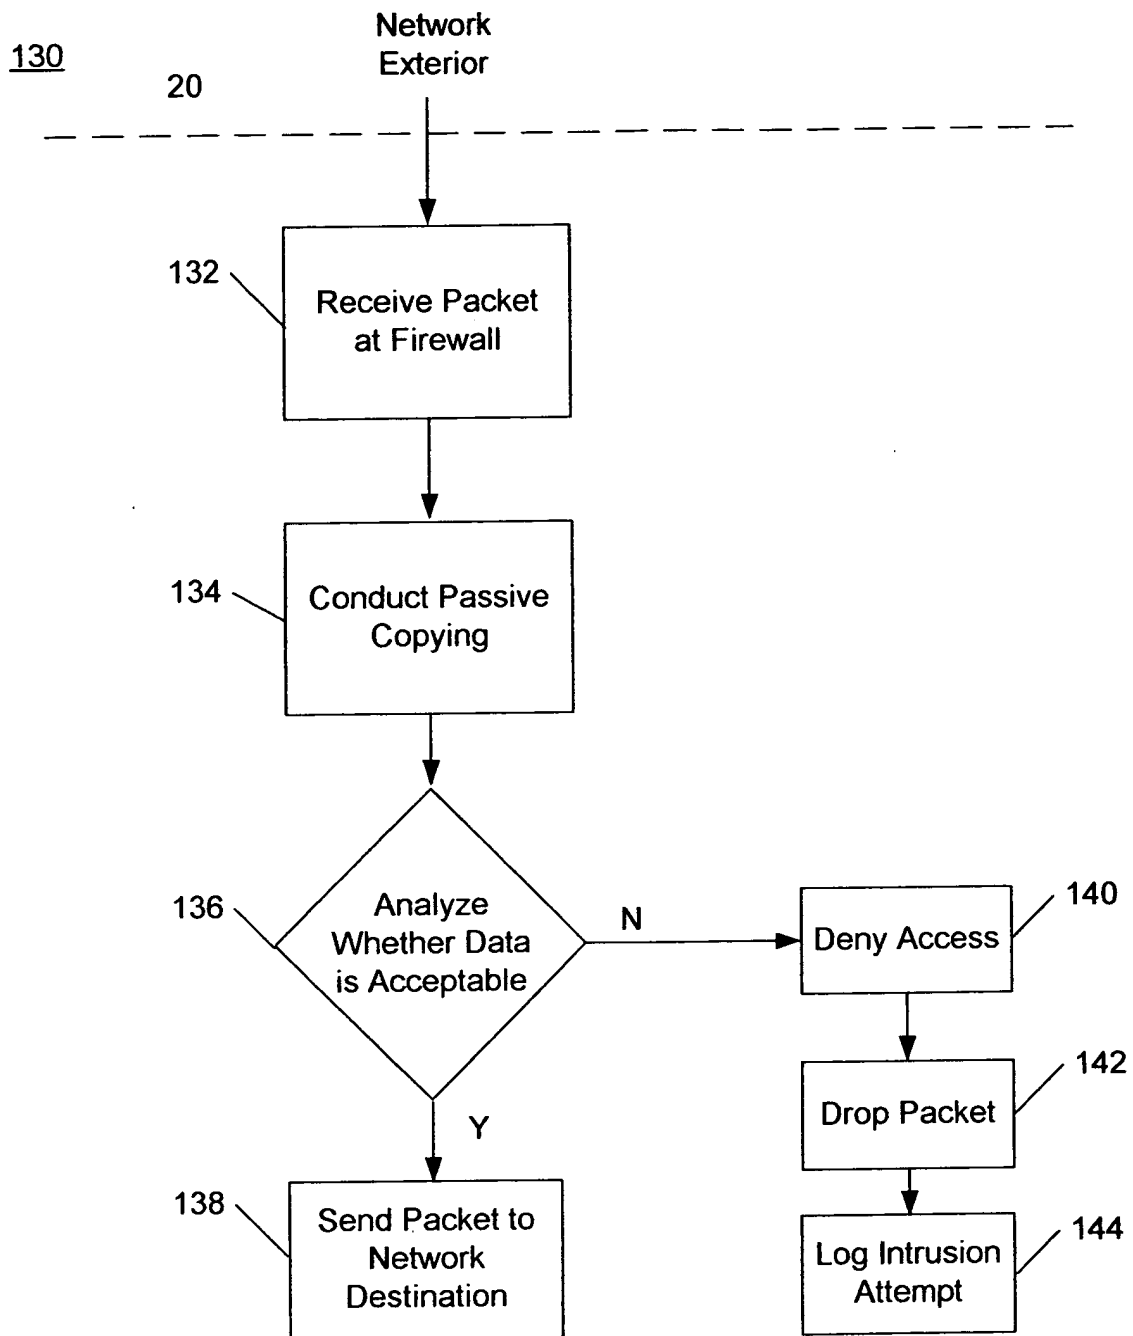 130
20
Network
Exterior
132
Receive Packet
at Firewall
134
Conduct Passive
Copying
136
Analyze
Whether Data
is Acceptable
N
Deny Access
140
Y
Drop Packet
142
138
Send Packet to
Network
Destination
Log Intrusion
Attempt
144